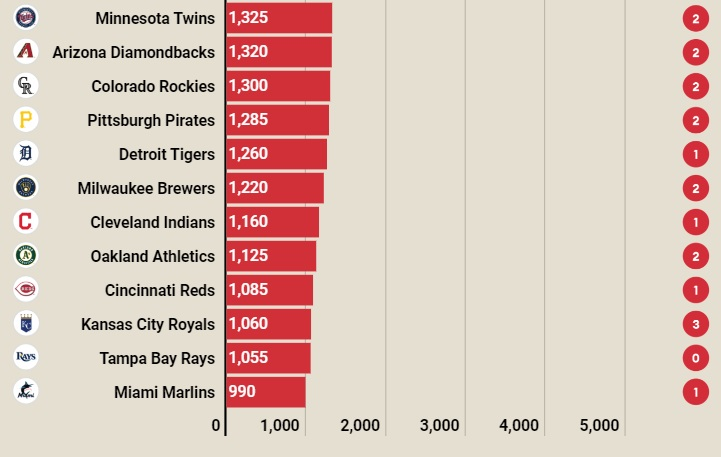 Minnesota Twins 1,325 2
Arizona Diamondbacks 1,320 2
Colorado Rockies 1,300 2
Pittsburgh Pirates 1,285 2
Detroit Tigers 1,260 1
Milwaukee Brewers 1,220 2
Cleveland Indians 1,160 1
Oakland Athletics 1,125 2
Cincinnati Reds 1,085 1
Kansas City Royals 1,060 3
Rays Tampa Bay Rays 1,055 0
Miami Marlins 990 1
0 1,000 2,000 3,000 4,000 5,000